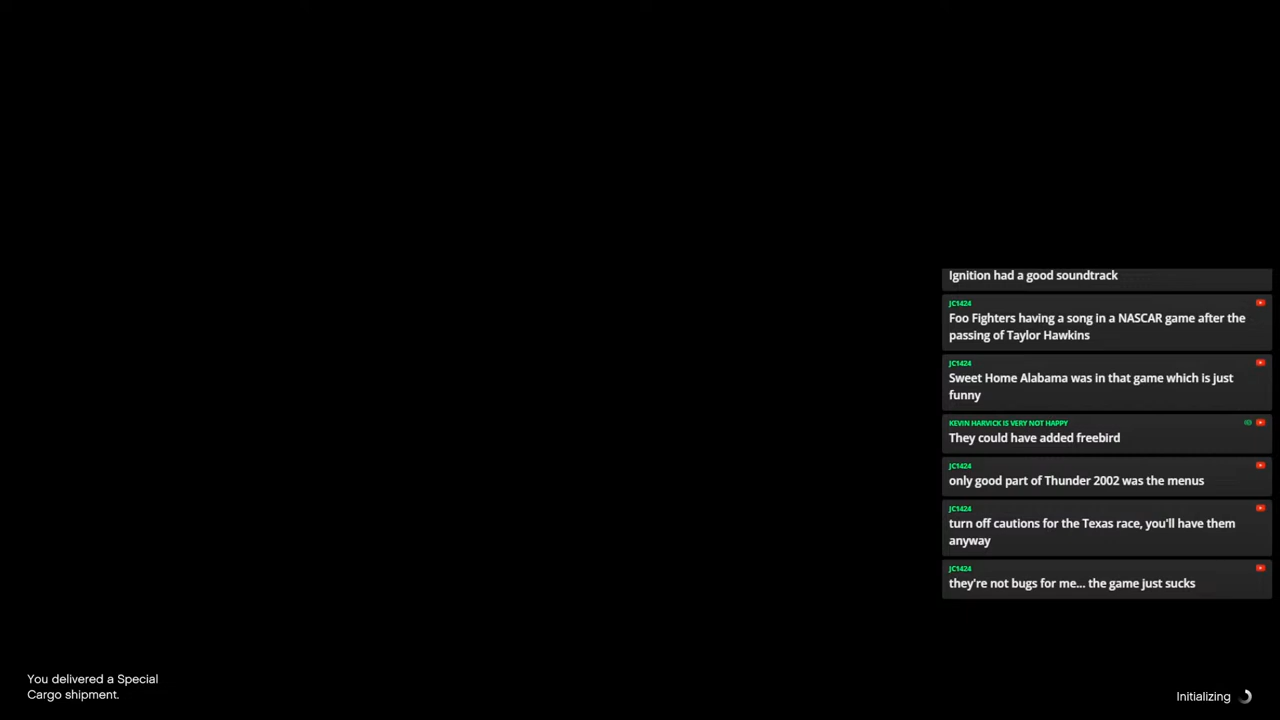 Ignition had a good soundtrack
JC1424
Foo Fighters having a song in a NASCAR game after the
passing of Taylor Hawkins
JC1424
Sweet Home Alabama was in that game which is just
funny
KEVIN HARVICK IS VERY NOT HAPPY
They could have added freebird
JC1424
only good part of Thunder 2002 was the menus
JC1424
turn off cautions for the Texas race, you'll have them
anyway
JC1424
they're not bugs for me... the game just sucks
You delivered a Special
Cargo shipment.
Initializing